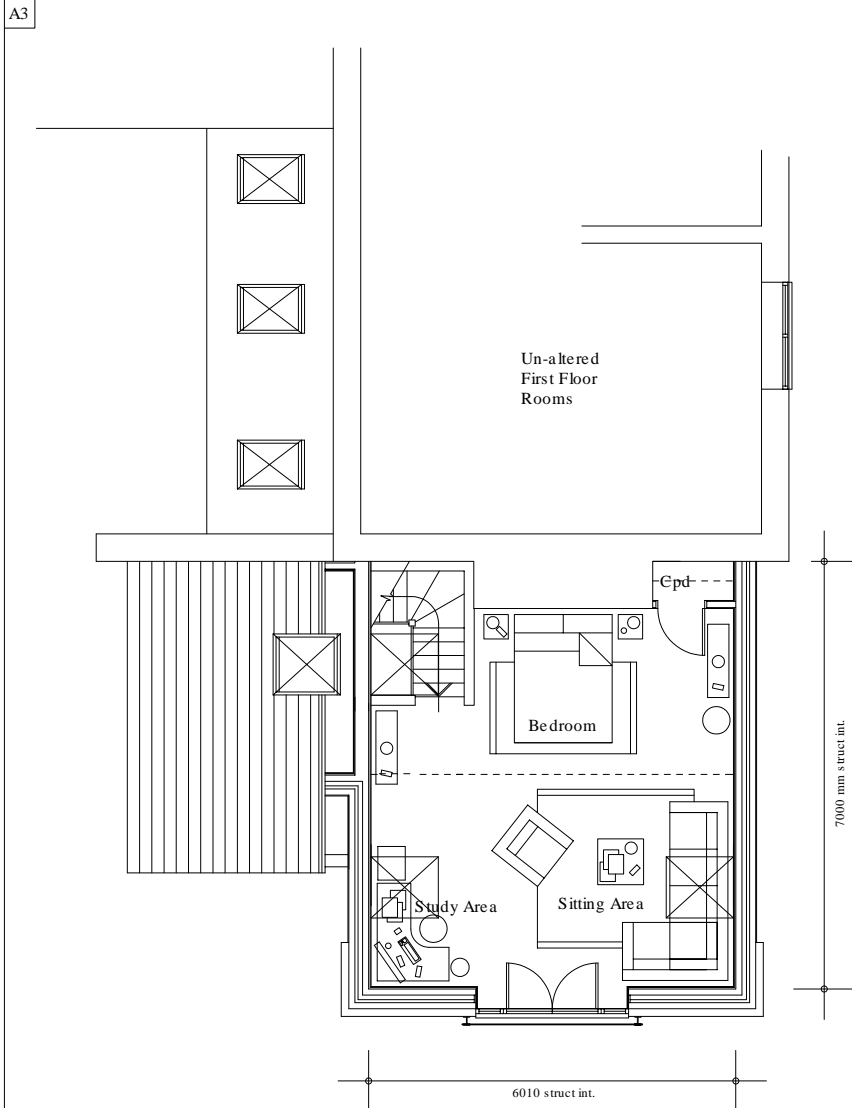 A3
Un-altered
First Floor
Rooms
Cpd
Bedroom
Study Area
Sitting Area
7000 mm struct int.
6010 struct int.